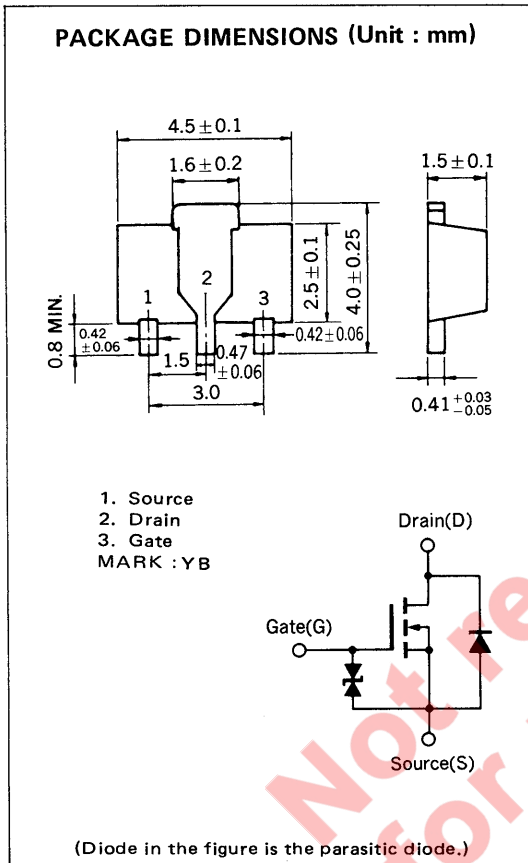 PACKAGE DIMENSIONS (Unit : mm)
4.5±0.1
1.6±0.2
1.5±0.1
2
1
3
2.5±0.1
4.0±0.25
0.8 MIN.
0.42
±0.06
0.42±0.06
1.5
0.47
±0.06
3.0
0.41 +0.03
−0.05
1. Source
2. Drain
3. Gate
MARK : YB
Drain(D)
Gate(G)
Source(S)
Not re
for
(Diode in the figure is the parasitic diode.)